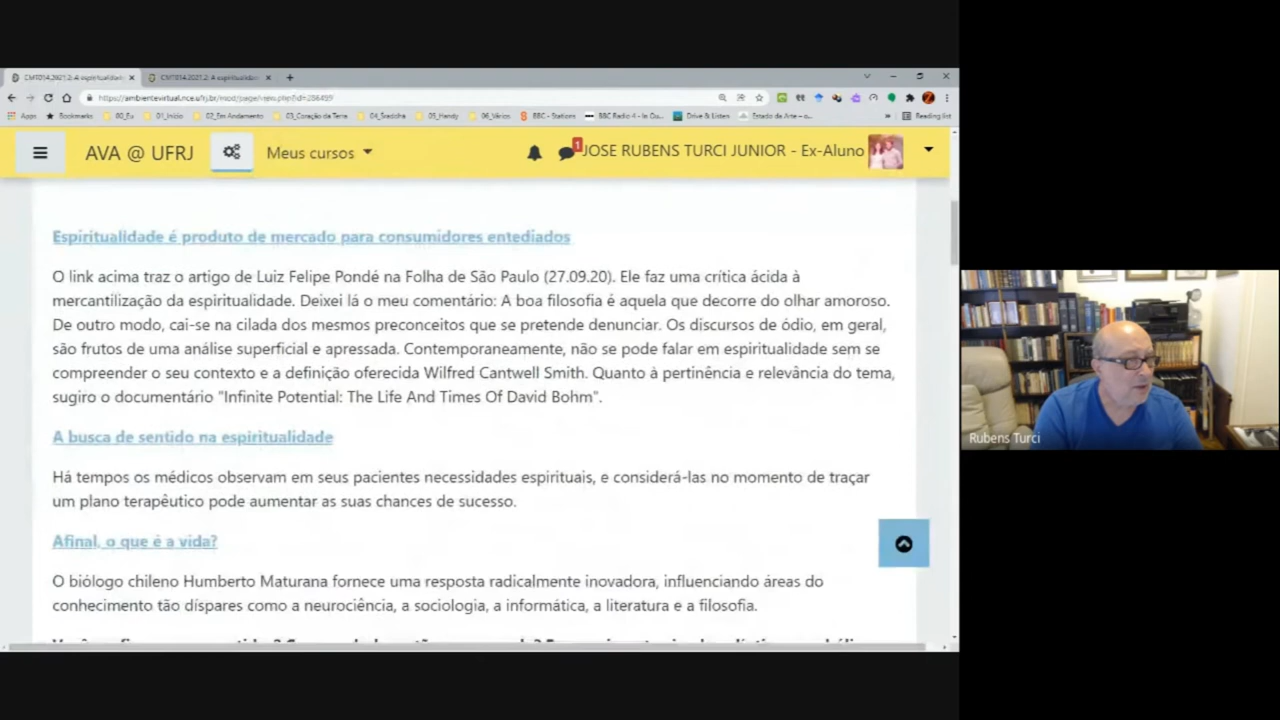 CMT014.2021.2: A espiritualidad
CMT014.2021.2: A espiritualidad
https://ambientevirtual.nce.ufrj.br/mod/page/view.php?id=286499
Apps Bookmarks 00_Eu 01_Início 02_Em Andamento 03_Coração da Terra 04_Tradolha 05_Handy 06_Vários BBC - Stations BBC Radio 4 - In Ou... Drive & Listen Estado de Arte – o... » Reading list
AVA @ UFRJ Meus cursos 1 JOSE RUBENS TURCI JUNIOR - Ex-Aluno
Espiritualidade é produto de mercado para consumidores entediados
O link acima traz o artigo de Luiz Felipe Pondé na Folha de São Paulo (27.09.20). Ele faz uma crítica ácida à
mercantilização da espiritualidade. Deixei lá o meu comentário: A boa filosofia é aquela que decorre do olhar amoroso.
De outro modo, cai-se na cilada dos mesmos preconceitos que se pretende denunciar. Os discursos de ódio, em geral,
são frutos de uma análise superficial e apressada. Contemporaneamente, não se pode falar em espiritualidade sem se
compreender o seu contexto e a definição oferecida Wilfred Cantwell Smith. Quanto à pertinência e relevância do tema,
sugiro o documentário "Infinite Potential: The Life And Times Of David Bohm".
A busca de sentido na espiritualidade
Há tempos os médicos observam em seus pacientes necessidades espirituais, e considerá-las no momento de traçar
um plano terapêutico pode aumentar as suas chances de sucesso.
Afinal, o que é a vida?
O biólogo chileno Humberto Maturana fornece uma resposta radicalmente inovadora, influenciando áreas do
conhecimento tão díspares como a neurociência, a sociologia, a informática, a literatura e a filosofia.
Rubens Turci